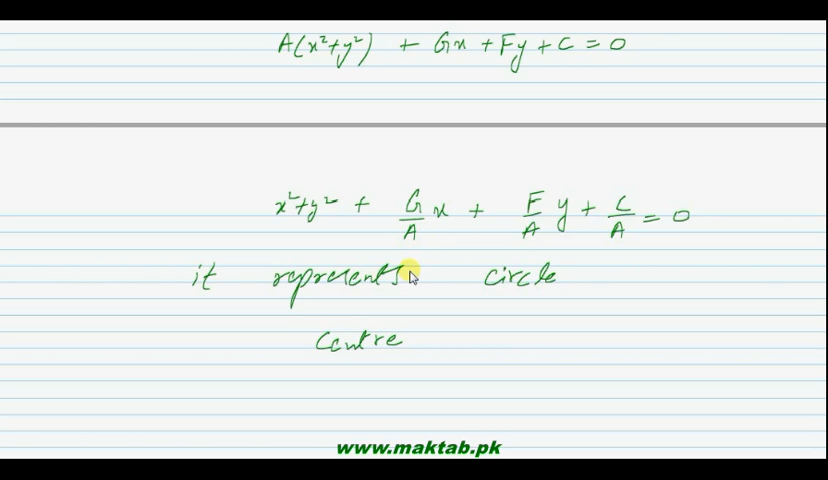 A(x²+y²) + Gx + Fy + C = 0
x²+y² + G/A x + F/A y + C/A = 0
it represents circle
Centre
www.maktab.pk